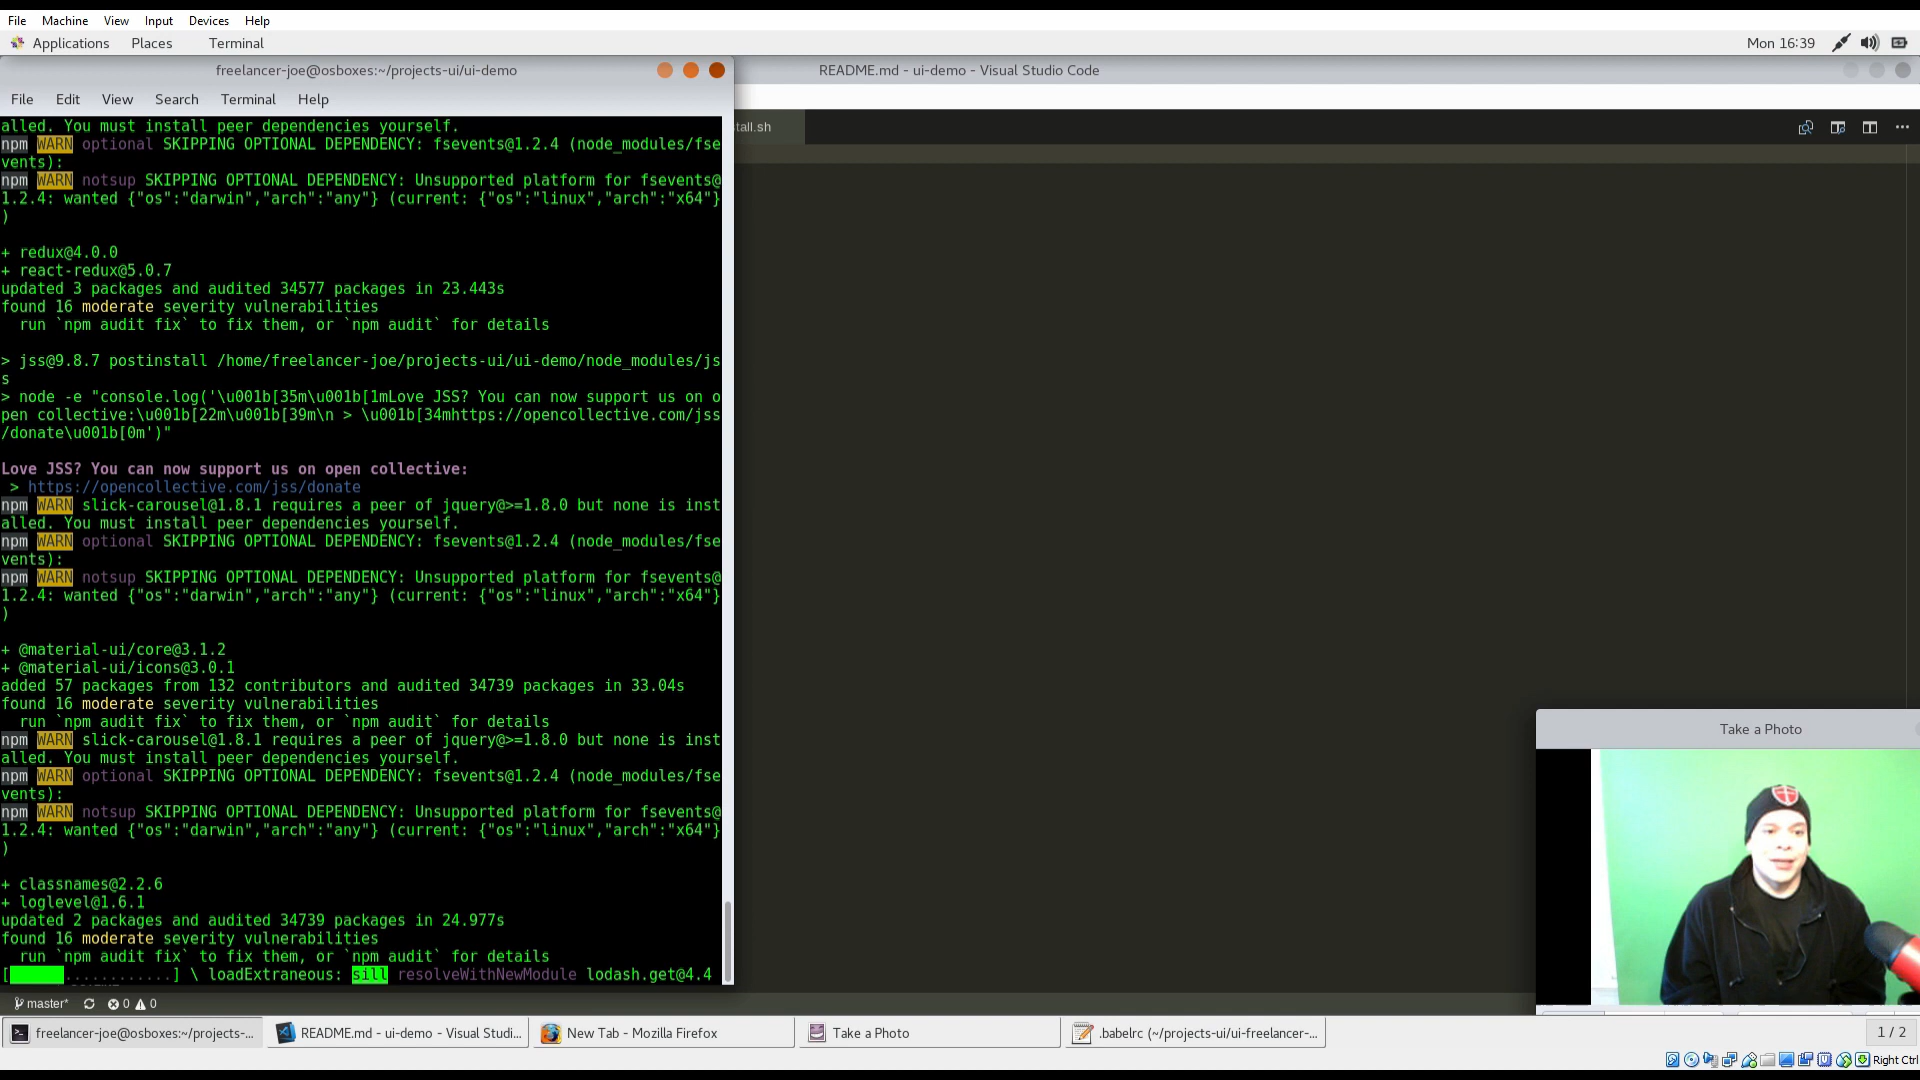 File Machine View Input Devices Help
Applications Places Terminal Mon 16:39
freelancer-joe@osboxes:~/projects-ui/ui-demo
README.md - ui-demo - Visual Studio Code
File Edit View Search Terminal Help
tall.sh
alled. You must install peer dependencies yourself.
npm WARN optional SKIPPING OPTIONAL DEPENDENCY: fsevents@1.2.4 (node_modules/fse
vents):
npm WARN notsup SKIPPING OPTIONAL DEPENDENCY: Unsupported platform for fsevents@
1.2.4: wanted {"os":"darwin","arch":"any"} (current: {"os":"linux","arch":"x64"}
)
+ redux@4.0.0
+ react-redux@5.0.7
updated 3 packages and audited 34577 packages in 23.443s
found 16 moderate severity vulnerabilities
run `npm audit fix` to fix them, or `npm audit` for details
> jss@9.8.7 postinstall /home/freelancer-joe/projects-ui/ui-demo/node_modules/js
s
> node -e "console.log('\u001b[35m\u001b[1mLove JSS? You can now support us on o
pen collective:\u001b[22m\u001b[39m\n > \u001b[34mhttps://opencollective.com/jss
/donate\u001b[0m')"
Love JSS? You can now support us on open collective:
> https://opencollective.com/jss/donate
npm WARN slick-carousel@1.8.1 requires a peer of jquery@>=1.8.0 but none is inst
alled. You must install peer dependencies yourself.
npm WARN optional SKIPPING OPTIONAL DEPENDENCY: fsevents@1.2.4 (node_modules/fse
vents):
npm WARN notsup SKIPPING OPTIONAL DEPENDENCY: Unsupported platform for fsevents@
1.2.4: wanted {"os":"darwin","arch":"any"} (current: {"os":"linux","arch":"x64"}
)
+ @material-ui/core@3.1.2
+ @material-ui/icons@3.0.1
added 57 packages from 132 contributors and audited 34739 packages in 33.04s
found 16 moderate severity vulnerabilities
run `npm audit fix` to fix them, or `npm audit` for details
npm WARN slick-carousel@1.8.1 requires a peer of jquery@>=1.8.0 but none is inst
alled. You must install peer dependencies yourself.
npm WARN optional SKIPPING OPTIONAL DEPENDENCY: fsevents@1.2.4 (node_modules/fse
vents):
npm WARN notsup SKIPPING OPTIONAL DEPENDENCY: Unsupported platform for fsevents@
1.2.4: wanted {"os":"darwin","arch":"any"} (current: {"os":"linux","arch":"x64"}
)
+ classnames@2.2.6
+ loglevel@1.6.1
updated 2 packages and audited 34739 packages in 24.977s
found 16 moderate severity vulnerabilities
run `npm audit fix` to fix them, or `npm audit` for details
[ ............] \ loadExtraneous: sill resolveWithNewModule lodash.get@4.4
Take a Photo
master* 0 0
freelancer-joe@osboxes:~/projects-... README.md - ui-demo - Visual Studi... New Tab - Mozilla Firefox Take a Photo .babelrc (~/projects-ui/ui-freelancer-... 1 / 2
Right Ctrl